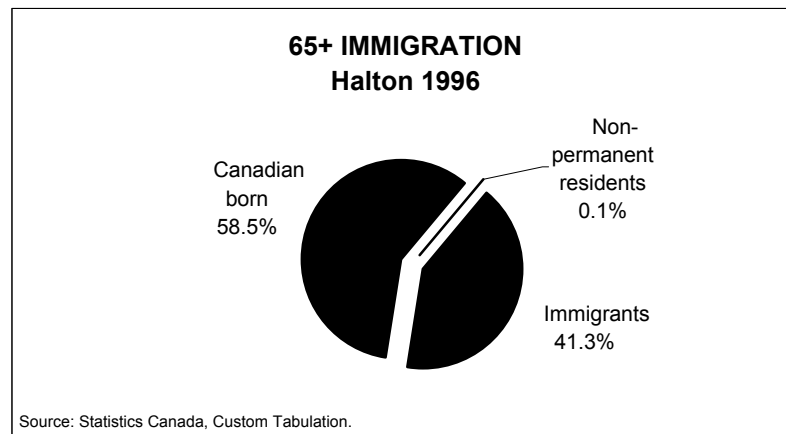 65+ IMMIGRATION
Halton 1996
Non-
permanent
residents
0.1%
Canadian
born
58.5%
Immigrants
41.3%
Source: Statistics Canada, Custom Tabulation.